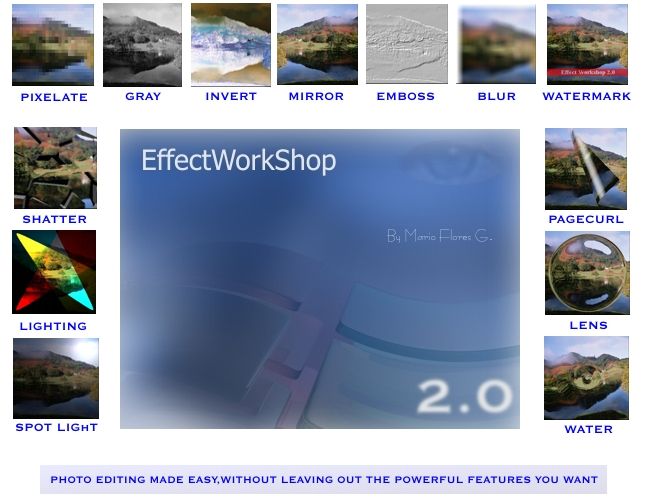 Effect Workshop 2.0
PIXELATE GRAY INVERT MIRROR EMBOSS BLUR WATERMARK
EffectWorkShop
SHATTER PAGECURL
By Mario Flores G.
LIGHTING LENS
2.0
SPOT LIGHT WATER
PHOTO EDITING MADE EASY,WITHOUT LEAVING OUT THE POWERFUL FEATURES YOU WANT